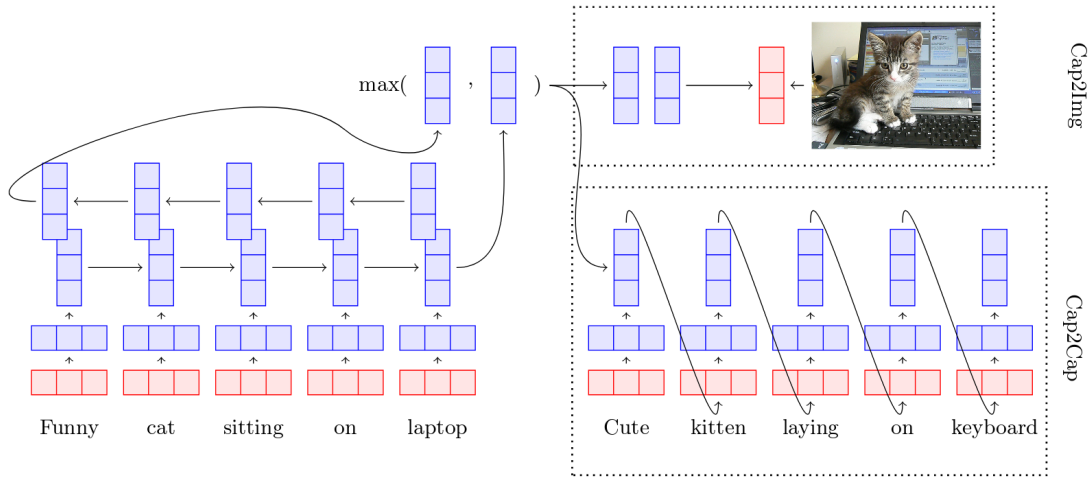 max( , )
Cap2Img
Funny cat sitting on laptop
Cute kitten laying on keyboard
Cap2Cap